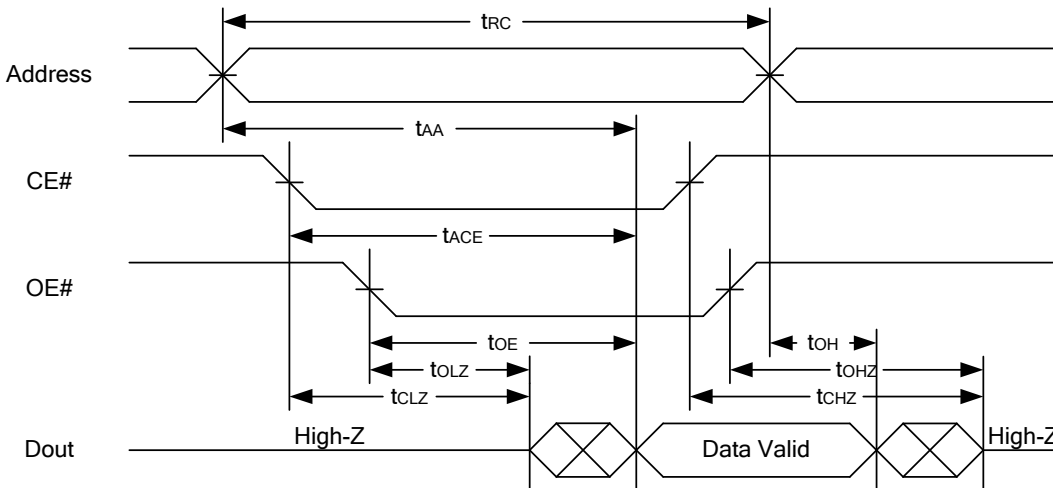 tRC
Address
tAA
CE#
tACE
OE#
tOE
tOH
tOLZ
tOHZ
tCLZ
tCHZ
High-Z
High-Z
Dout
Data Valid